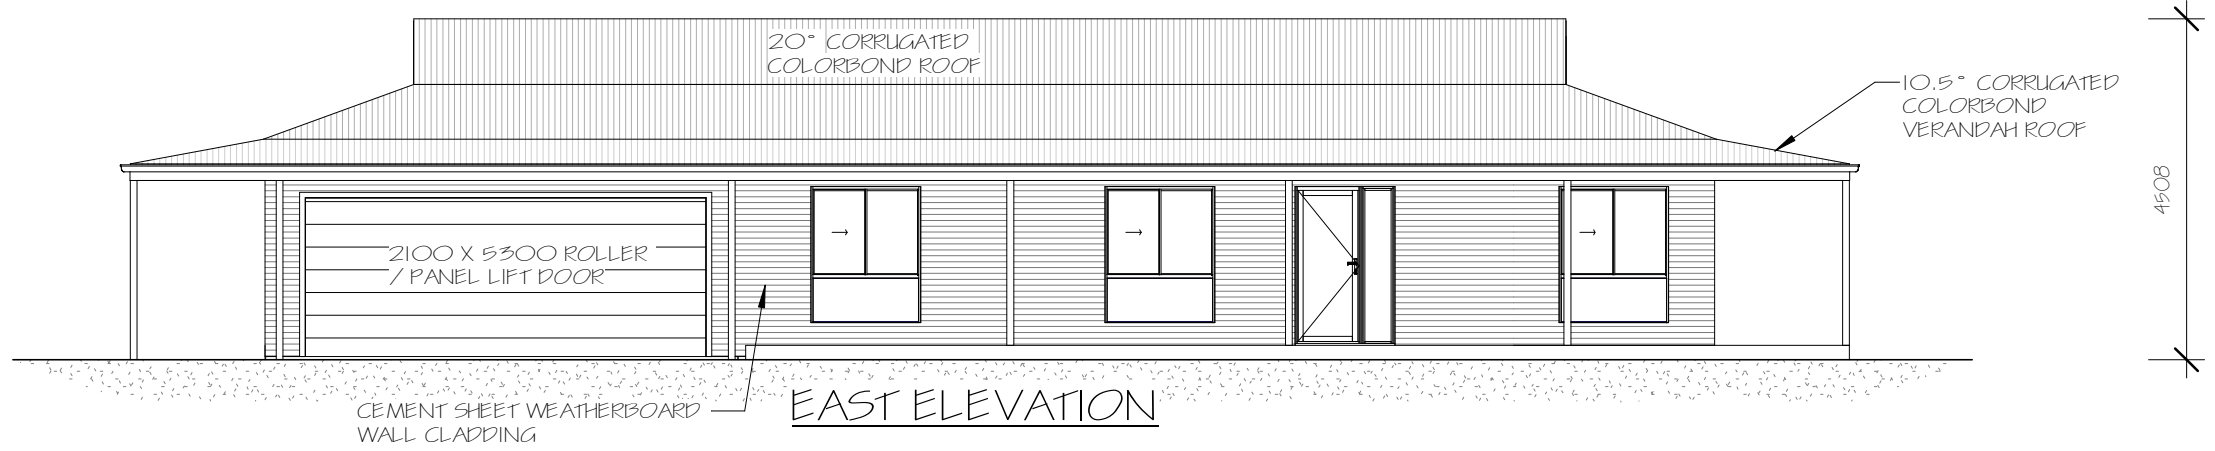 20° CORRUGATED
COLORBOND ROOF
10.5° CORRUGATED
COLORBOND
VERANDAH ROOF
4508
2100 X 5300 ROLLER
/ PANEL LIFT DOOR
CEMENT SHEET WEATHERBOARD
WALL CLADDING
EAST ELEVATION